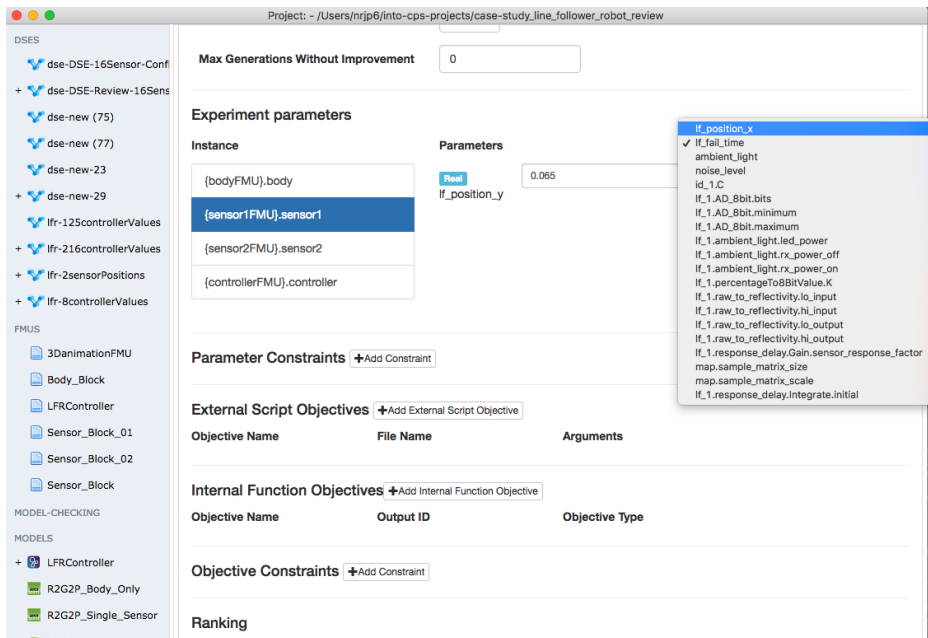 Project: - /Users/nrjp6/into-cps-projects/case-study_line_follower_robot_review
DSES
dse-DSE-16Sensor-Confi
+ dse-DSE-Review-16Sens
dse-new (75)
dse-new (77)
dse-new-23
+ dse-new-29
lfr-125controllerValues
+ lfr-216controllerValues
+ lfr-2sensorPositions
+ lfr-8controllerValues
FMUS
3DanimationFMU
Body_Block
LFRController
Sensor_Block_01
Sensor_Block_02
Sensor_Block
MODEL-CHECKING
MODELS
+ LFRController
R2G2P_Body_Only
R2G2P_Single_Sensor
Max Generations Without Improvement 0
Experiment parameters
Instance Parameters
{bodyFMU}.body
{sensor1FMU}.sensor1
{sensor2FMU}.sensor2
{controllerFMU}.controller
Real 0.065
lf_position_y
lf_position_x
✓ lf_fail_time
ambient_light
noise_level
id_1.C
lf_1.AD_8bit.bits
lf_1.AD_8bit.minimum
lf_1.AD_8bit.maximum
lf_1.ambient_light.led_power
lf_1.ambient_light.rx_power_off
lf_1.ambient_light.rx_power_on
lf_1.percentageTo8BitValue.K
lf_1.raw_to_reflectivity.lo_input
lf_1.raw_to_reflectivity.hi_input
lf_1.raw_to_reflectivity.lo_output
lf_1.raw_to_reflectivity.hi_output
lf_1.response_delay.Gain.sensor_response_factor
map.sample_matrix_size
map.sample_matrix_scale
lf_1.response_delay.Integrate.initial
Parameter Constraints +Add Constraint
External Script Objectives +Add External Script Objective
Objective Name File Name Arguments
Internal Function Objectives +Add Internal Function Objective
Objective Name Output ID Objective Type
Objective Constraints +Add Constraint
Ranking